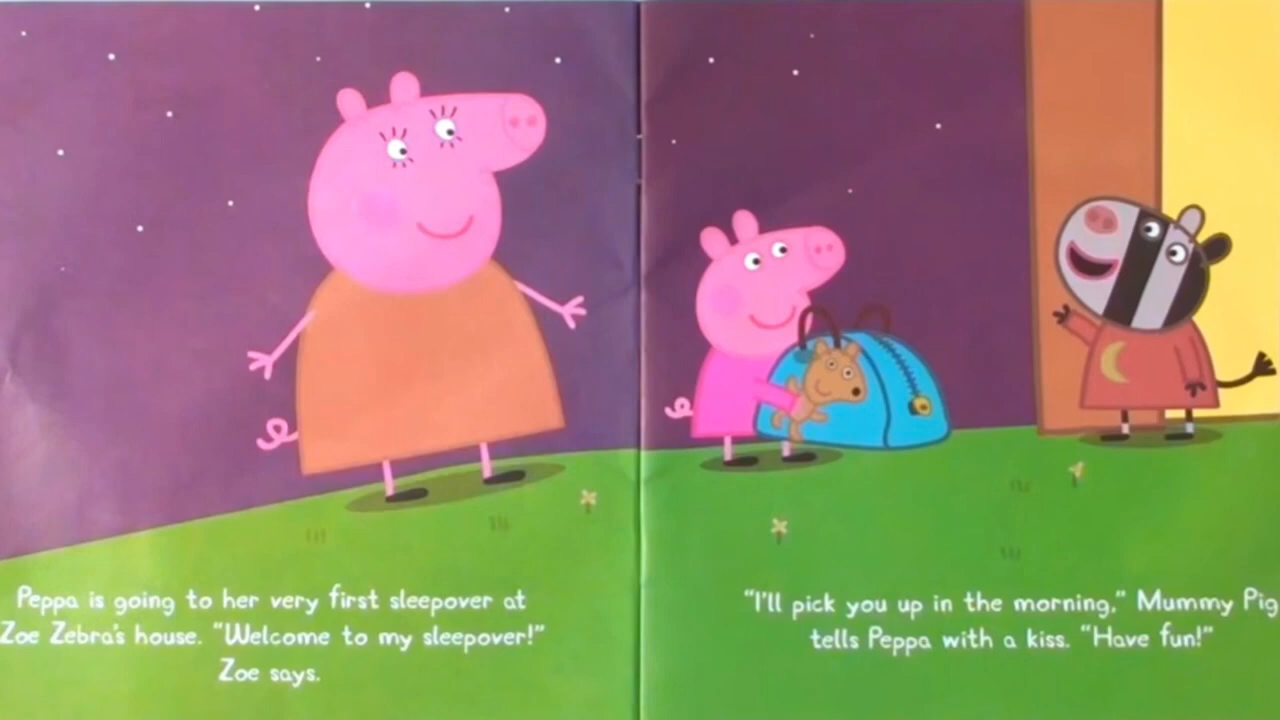 Peppa is going to her very first sleepover at
Zoe Zebra's house. "Welcome to my sleepover!"
Zoe says.
"I'll pick you up in the morning," Mummy Pig
tells Peppa with a kiss. "Have fun!"